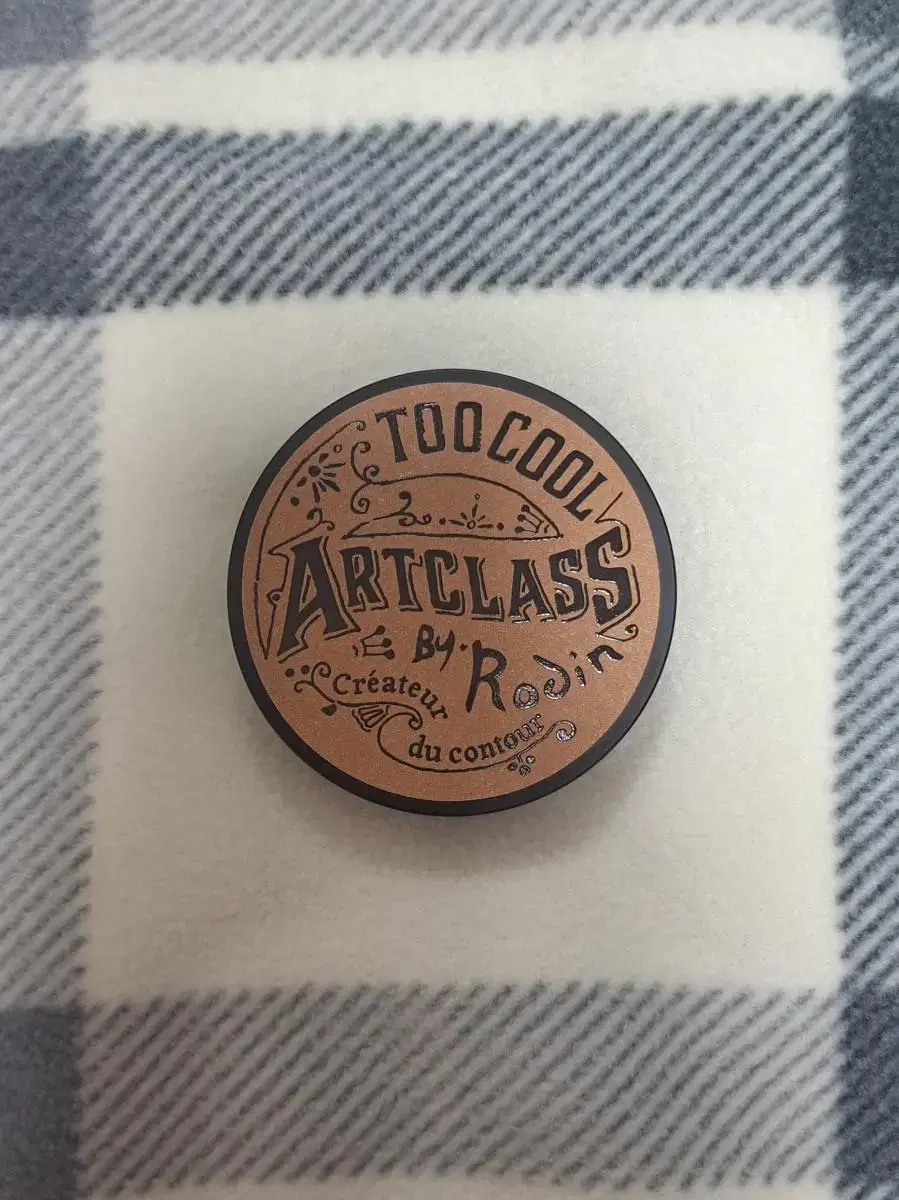 TOO COOL
ARTCLASS
By. Rodin
Créateur
du contour